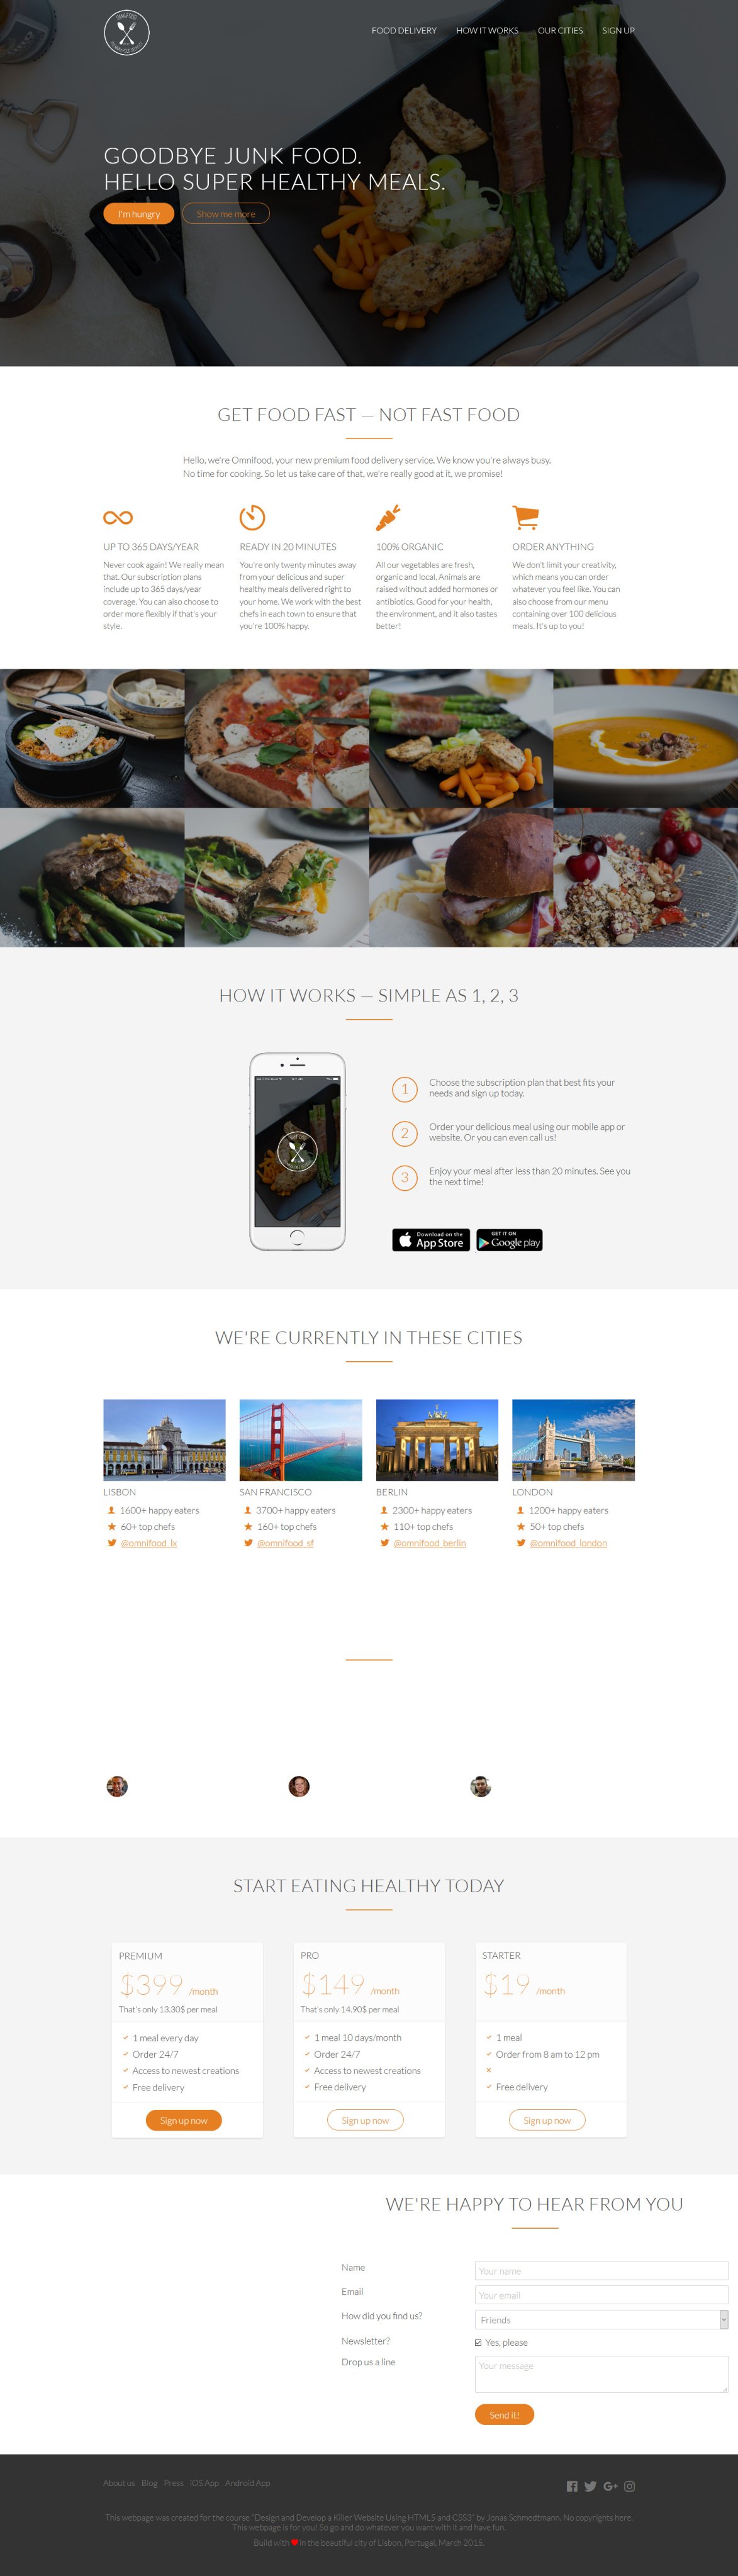 OMNIFOOD
FOOD DELIVERY HOW IT WORKS OUR CITIES SIGN UP
GOODBYE JUNK FOOD.
HELLO SUPER HEALTHY MEALS.
I'm hungry Show me more
GET FOOD FAST — NOT FAST FOOD
Hello, we're Omnifood, your new premium food delivery service. We know you're always busy.
No time for cooking. So let us take care of that, we're really good at it, we promise!
UP TO 365 DAYS/YEAR
Never cook again! We really mean
that. Our subscription plans
include up to 365 days/year
coverage. You can also choose to
order more flexibly if that's your
style.
READY IN 20 MINUTES
You're only twenty minutes away
from your delicious and super
healthy meals delivered right to
your home. We work with the best
chefs in each town to ensure that
you're 100% happy.
100% ORGANIC
All our vegetables are fresh,
organic and local. Animals are
raised without added hormones or
antibiotics. Good for your health,
the environment, and it also tastes
better!
ORDER ANYTHING
We don't limit your creativity,
which means you can order
whatever you feel like. You can
also choose from our menu
containing over 100 delicious
meals. It's up to you!
HOW IT WORKS — SIMPLE AS 1, 2, 3
1 Choose the subscription plan that best fits your
needs and sign up today.
2 Order your delicious meal using our mobile app or
website. Or you can even call us!
3 Enjoy your meal after less than 20 minutes. See you
the next time!
Download on the
App Store
GET IT ON
Google play
WE'RE CURRENTLY IN THESE CITIES
LISBON
1600+ happy eaters
60+ top chefs
@omnifood_lx
SAN FRANCISCO
3700+ happy eaters
160+ top chefs
@omnifood_sf
BERLIN
2300+ happy eaters
110+ top chefs
@omnifood_berlin
LONDON
1200+ happy eaters
50+ top chefs
@omnifood_london
START EATING HEALTHY TODAY
PREMIUM
$399 /month
That's only 13.30$ per meal
1 meal every day
Order 24/7
Access to newest creations
Free delivery
Sign up now
PRO
$149 /month
That's only 14.90$ per meal
1 meal 10 days/month
Order 24/7
Access to newest creations
Free delivery
Sign up now
STARTER
$19 /month
1 meal
Order from 8 am to 12 pm
Free delivery
Sign up now
WE'RE HAPPY TO HEAR FROM YOU
Name Your name
Email Your email
How did you find us? Friends
Newsletter? Yes, please
Drop us a line Your message
Send it!
About us Blog Press iOS App Android App
This webpage was created for the course "Design and Develop a Killer Website Using HTML5 and CSS3" by Jonas Schmedtmann. No copyrights here.
This webpage is for you! So go and do whatever you want with it and have fun.
Build with in the beautiful city of Lisbon, Portugal, March 2015.